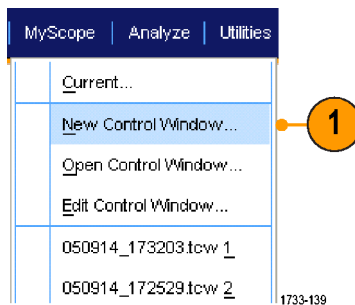 MyScope | Analyze | Utilities
Current...
New Control Window...
1
Open Control Window...
Edit Control Window...
050914_173203.tcw 1
050914_172529.tcw 2
1733-139